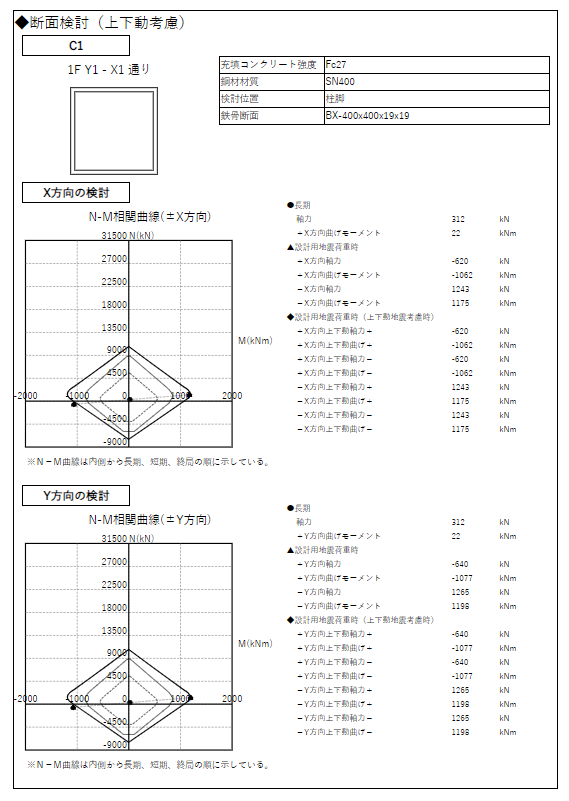 ◆断面検討（上下動考慮）
C1
1F Y1 - X1 通り
充填コンクリート強度 Fc27
鋼材材質 SN400
検討位置 柱脚
鉄骨断面 BX-400x400x19x19
X方向の検討
N-M相関曲線(±X方向)
31500 N(kN)
27000
22500
18000
13500
9000
4500
-2000 -1000 0 1000 2000
-4500
-9000
M(kNm)
※N－M曲線は内側から長期、短期、終局の順に示している。
●長期
軸力 312 kN
＋X方向曲げモーメント 22 kNm
▲設計用地震荷重時
＋X方向軸力 -620 kN
＋X方向曲げモーメント -1062 kNm
－X方向軸力 1243 kN
－X方向曲げモーメント 1175 kNm
◆設計用地震荷重時（上下動地震考慮時）
＋X方向上下動軸力＋ -620 kN
＋X方向上下動曲げ＋ -1062 kNm
＋X方向上下動軸力－ -620 kN
＋X方向上下動曲げ－ -1062 kNm
－X方向上下動軸力＋ 1243 kN
－X方向上下動曲げ＋ 1175 kNm
－X方向上下動軸力－ 1243 kN
－X方向上下動曲げ－ 1175 kNm
Y方向の検討
N-M相関曲線(±Y方向)
31500 N(kN)
27000
22500
18000
13500
9000
4500
-2000 -1000 0 1000 2000
-4500
-9000
M(kNm)
※N－M曲線は内側から長期、短期、終局の順に示している。
●長期
軸力 312 kN
＋Y方向曲げモーメント 22 kNm
▲設計用地震荷重時
＋Y方向軸力 -640 kN
＋Y方向曲げモーメント -1077 kNm
－Y方向軸力 1265 kN
－Y方向曲げモーメント 1198 kNm
◆設計用地震荷重時（上下動地震考慮時）
＋Y方向上下動軸力＋ -640 kN
＋Y方向上下動曲げ＋ -1077 kNm
＋Y方向上下動軸力－ -640 kN
＋Y方向上下動曲げ－ -1077 kNm
－Y方向上下動軸力＋ 1265 kN
－Y方向上下動曲げ＋ 1198 kNm
－Y方向上下動軸力－ 1265 kN
－Y方向上下動曲げ－ 1198 kNm